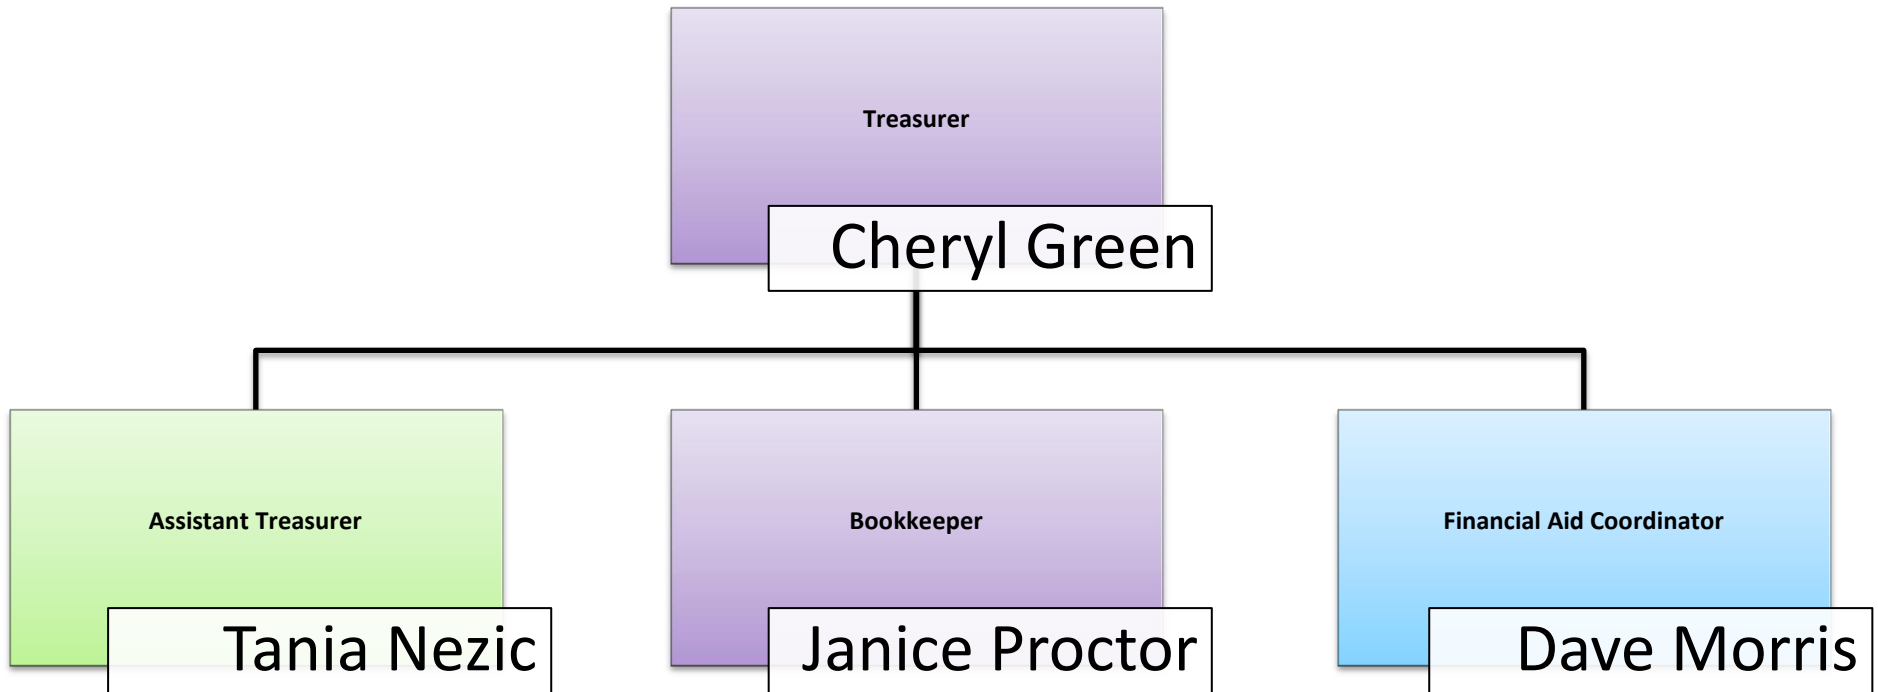 Treasurer
Cheryl Green
Assistant Treasurer
Tania Nezic
Bookkeeper
Janice Proctor
Financial Aid Coordinator
Dave Morris